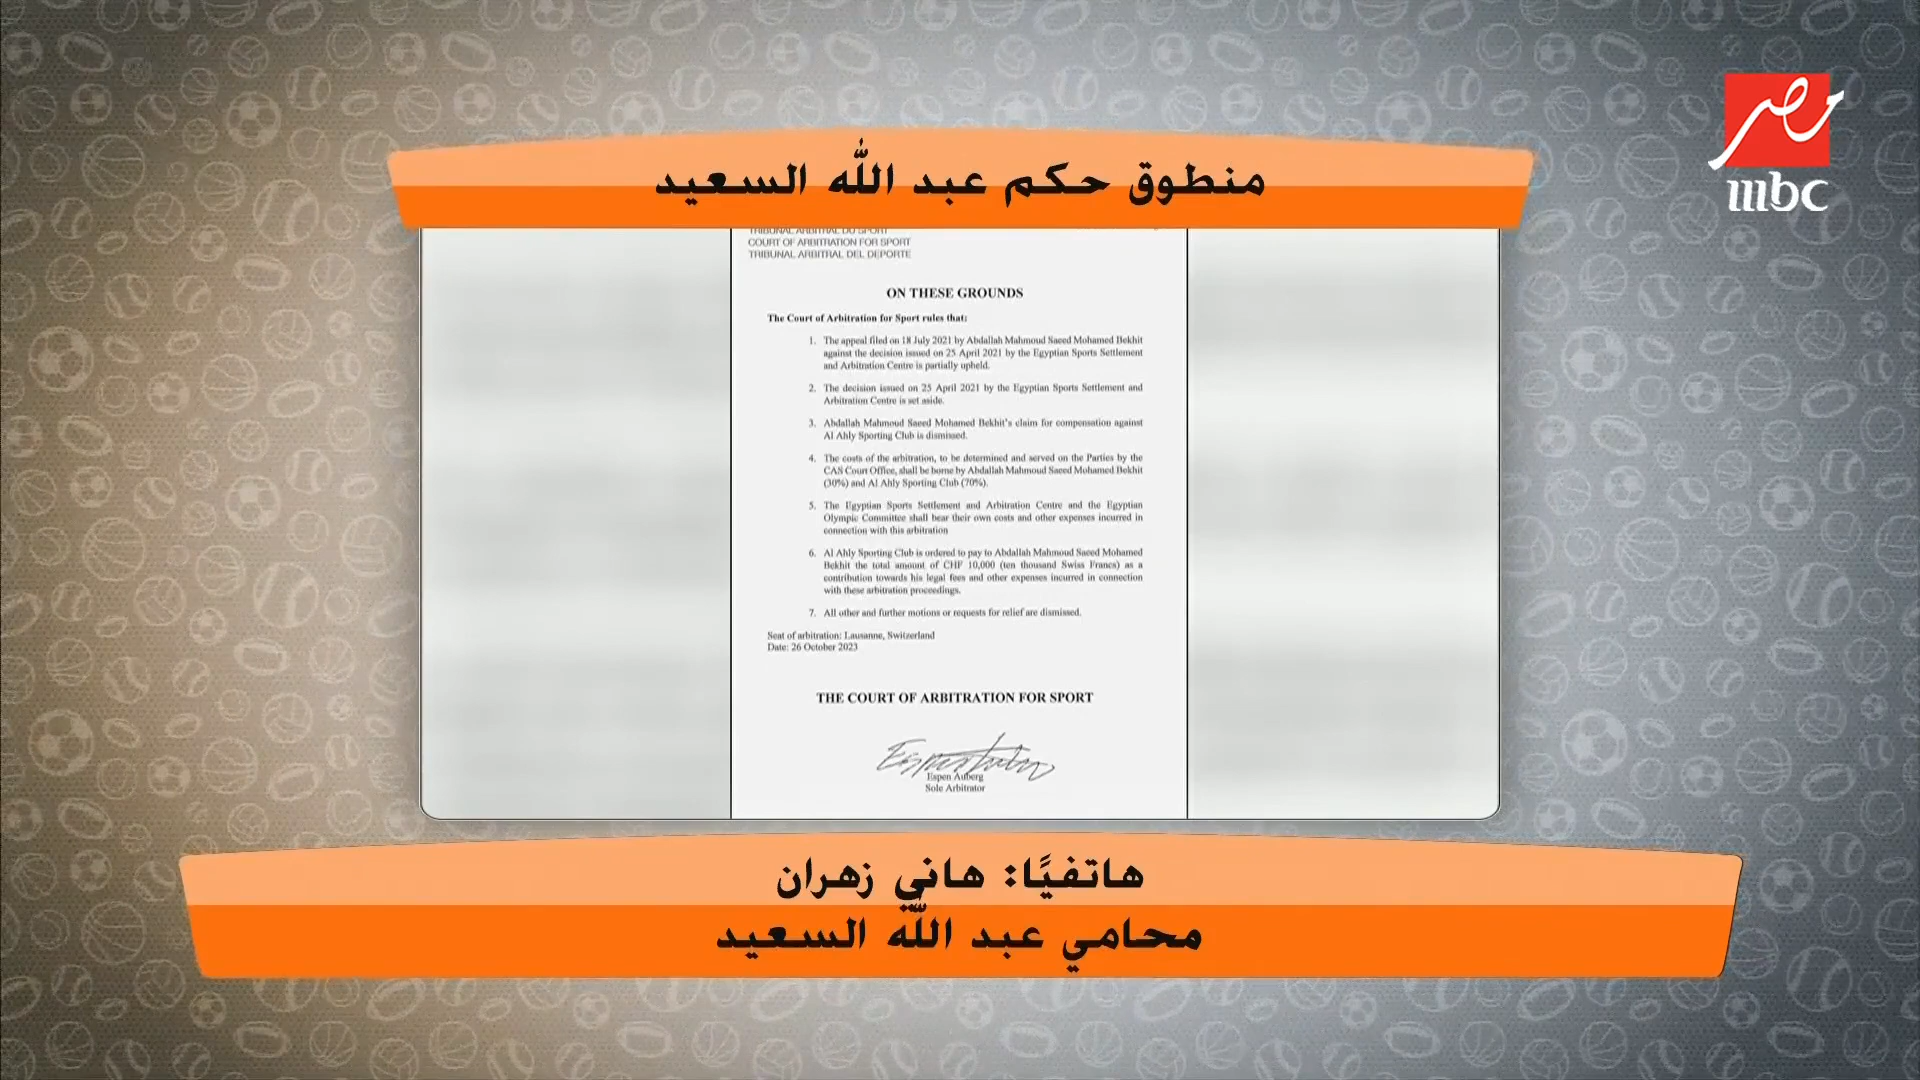 مصر
mbc
منطوق حكم عبد الله السعيد
TRIBUNAL ARBITRAL DU SPORT
COURT OF ARBITRATION FOR SPORT
TRIBUNAL ARBITRAL DEL DEPORTE
ON THESE GROUNDS
The Court of Arbitration for Sport rules that:
1. The appeal filed on 18 July 2021 by Abdallah Mahmoud Saeed Mohamed Bekhit
against the decision issued on 25 April 2021 by the Egyptian Sports Settlement
and Arbitration Centre is partially upheld.
2. The decision issued on 25 April 2021 by the Egyptian Sports Settlement and
Arbitration Centre is set aside.
3. Abdallah Mahmoud Saeed Mohamed Bekhit's claim for compensation against
Al Ahly Sporting Club is dismissed.
4. The costs of the arbitration, to be determined and served on the Parties by the
CAS Court Office, shall be borne by Abdallah Mahmoud Saeed Mohamed Bekhit
(30%) and Al Ahly Sporting Club (70%).
5. The Egyptian Sports Settlement and Arbitration Centre and the Egyptian
Olympic Committee shall bear their own costs and other expenses incurred in
connection with this arbitration
6. Al Ahly Sporting Club is ordered to pay to Abdallah Mahmoud Saeed Mohamed
Bekhit the total amount of CHF 10,000 (ten thousand Swiss Francs) as a
contribution towards his legal fees and other expenses incurred in connection
with these arbitration proceedings.
7. All other and further motions or requests for relief are dismissed.
Seat of arbitration: Lausanne, Switzerland
Date: 26 October 2023
THE COURT OF ARBITRATION FOR SPORT
Espen Auberg
Sole Arbitrator
هاتفيًا: هاني زهران
محامي عبد الله السعيد